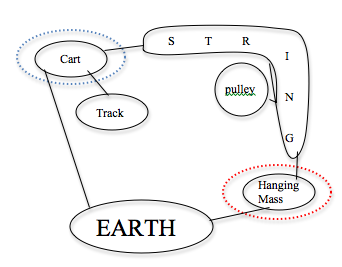 S T R I N G
Cart
pulley
Track
Hanging
Mass
EARTH